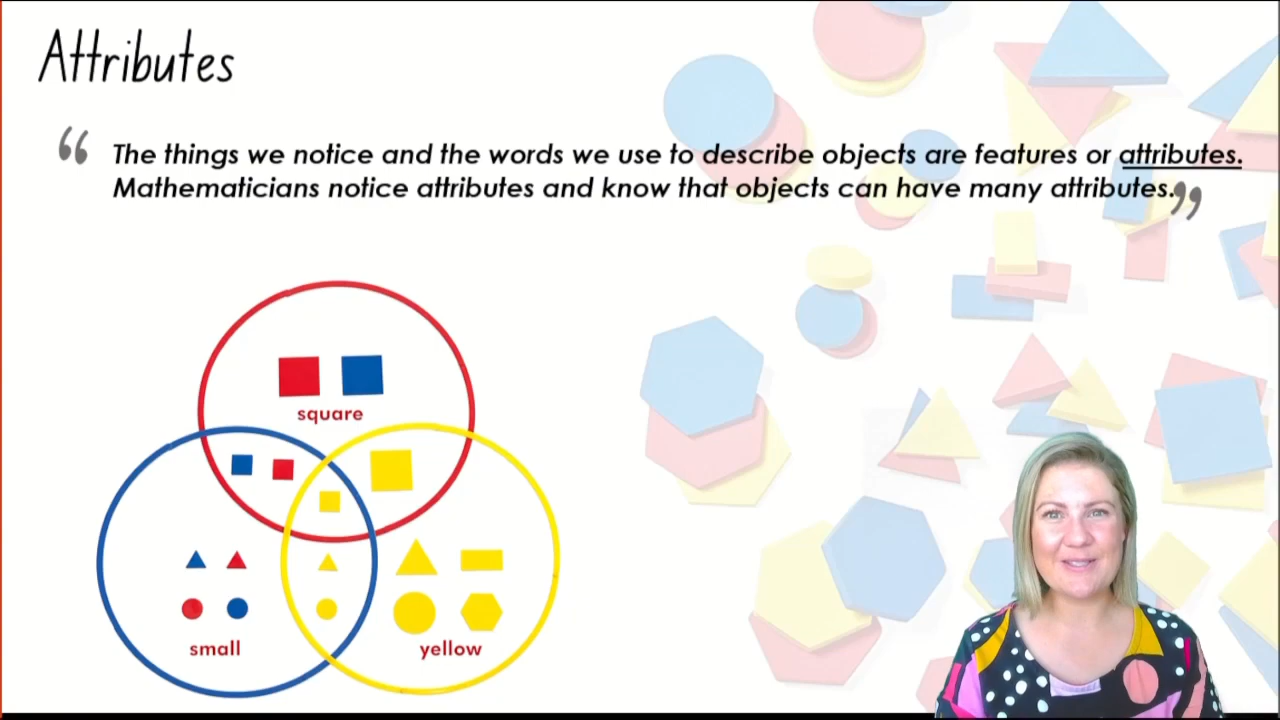 Attributes
“ The things we notice and the words we use to describe objects are features or attributes.
Mathematicians notice attributes and know that objects can have many attributes.”
square
small
yellow